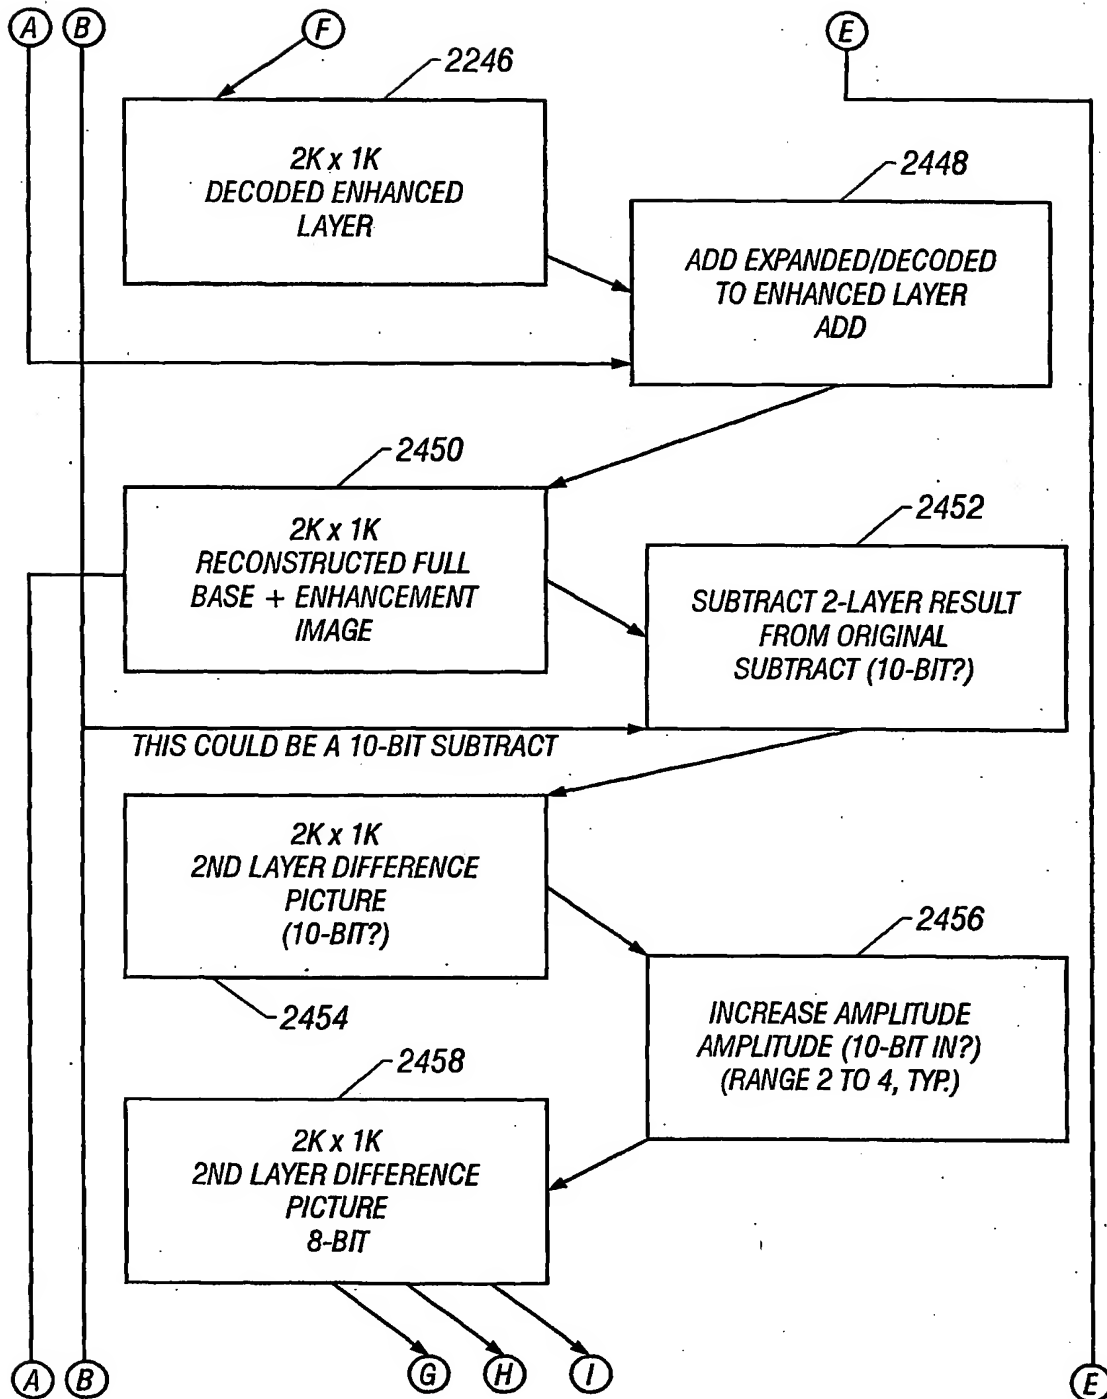 A B F E
2246
2K x 1K
DECODED ENHANCED
LAYER
2448
ADD EXPANDED/DECODED
TO ENHANCED LAYER
ADD
2450
2K x 1K
RECONSTRUCTED FULL
BASE + ENHANCEMENT
IMAGE
2452
SUBTRACT 2-LAYER RESULT
FROM ORIGINAL
SUBTRACT (10-BIT?)
THIS COULD BE A 10-BIT SUBTRACT
2K x 1K
2ND LAYER DIFFERENCE
PICTURE
(10-BIT?)
2454
2456
INCREASE AMPLITUDE
AMPLITUDE (10-BIT IN?)
(RANGE 2 TO 4, TYP.)
2458
2K x 1K
2ND LAYER DIFFERENCE
PICTURE
8-BIT
A B G H I E